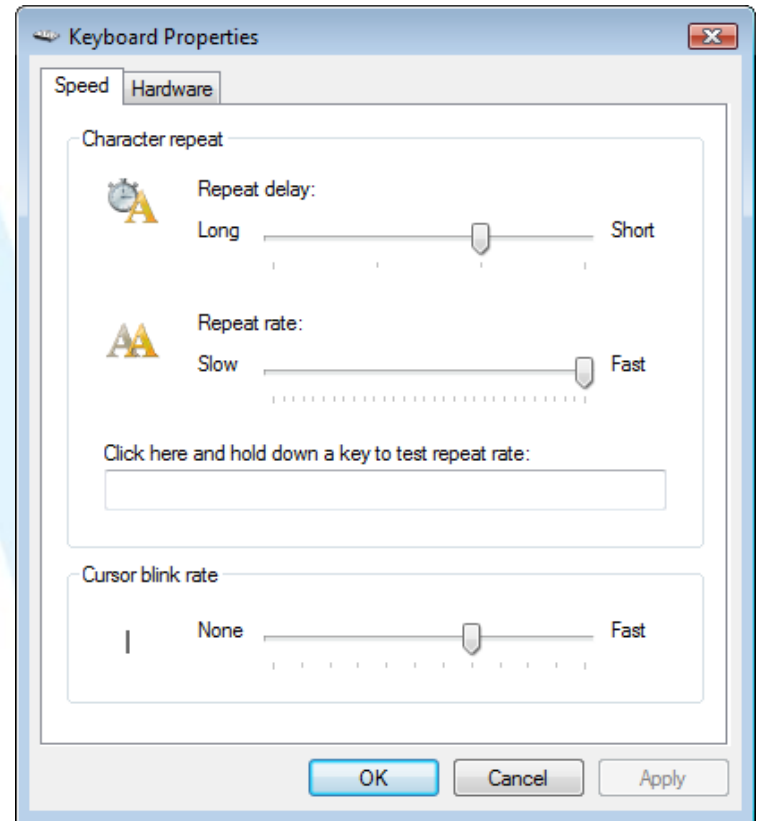 Keyboard Properties
Speed Hardware
Character repeat
Repeat delay:
Long Short
Repeat rate:
Slow Fast
Click here and hold down a key to test repeat rate:
Cursor blink rate
None Fast
OK Cancel Apply